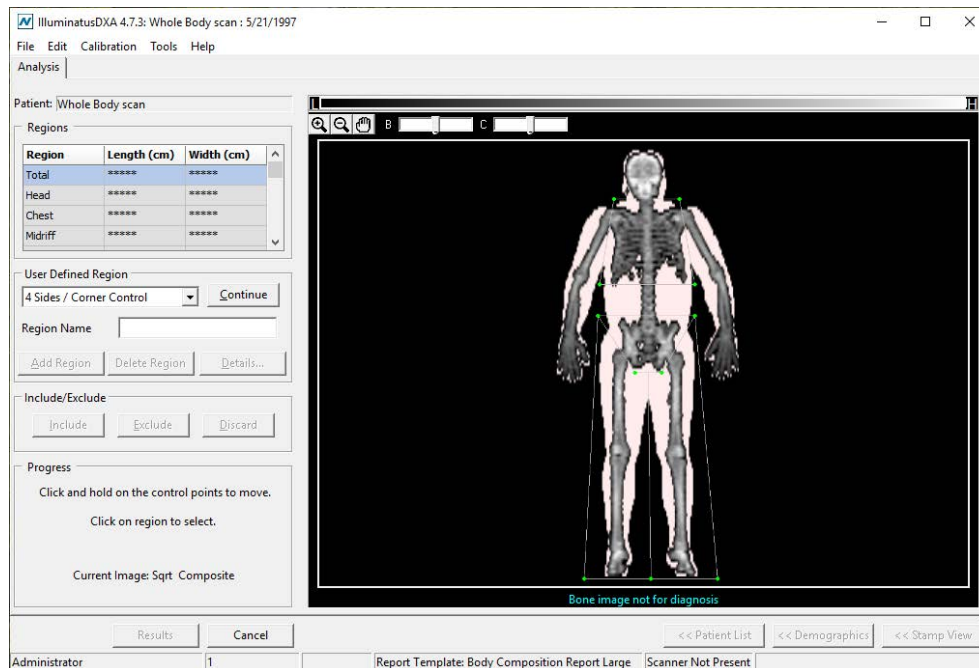 IlluminatusDXA 4.7.3: Whole Body scan : 5/21/1997
File Edit Calibration Tools Help
Analysis
Patient: Whole Body scan
L H
B C
Regions
Region Length (cm) Width (cm)
Total ***** *****
Head ***** *****
Chest ***** *****
Midriff ***** *****
User Defined Region
4 Sides / Corner Control Continue
Region Name
Add Region Delete Region Details...
Include/Exclude
Include Exclude Discard
Progress
Click and hold on the control points to move.
Click on region to select.
Current Image: Sqrt Composite
Bone image not for diagnosis
Results Cancel << Patient List << Demographics << Stamp View
Administrator 1 Report Template: Body Composition Report Large Scanner Not Present